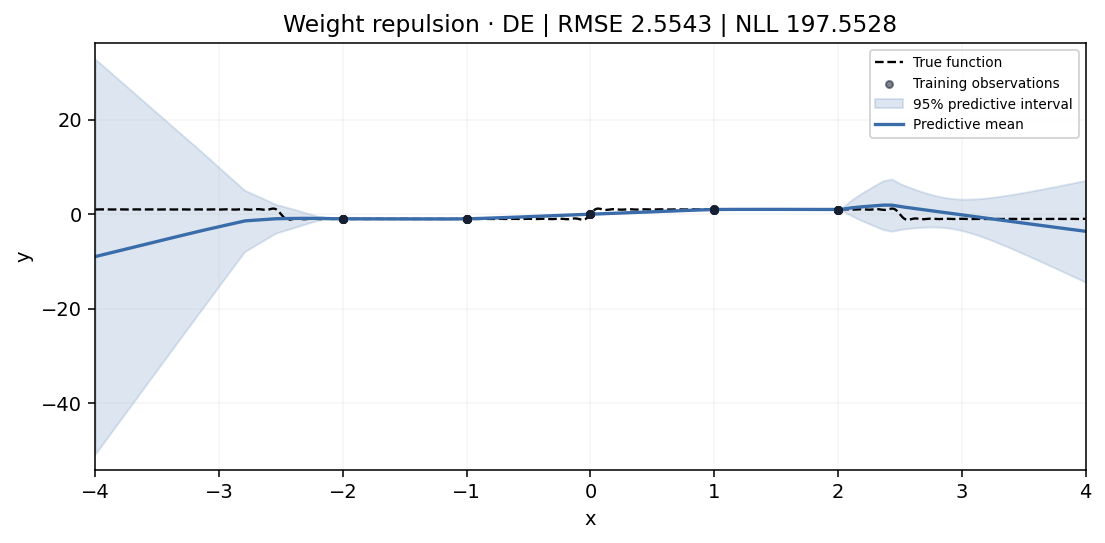 Weight repulsion · DE | RMSE 2.5543 | NLL 197.5528
True function
Training observations
95% predictive interval
Predictive mean
y
20
0
−20
−40
−4
−3
−2
−1
0
1
2
3
4
x